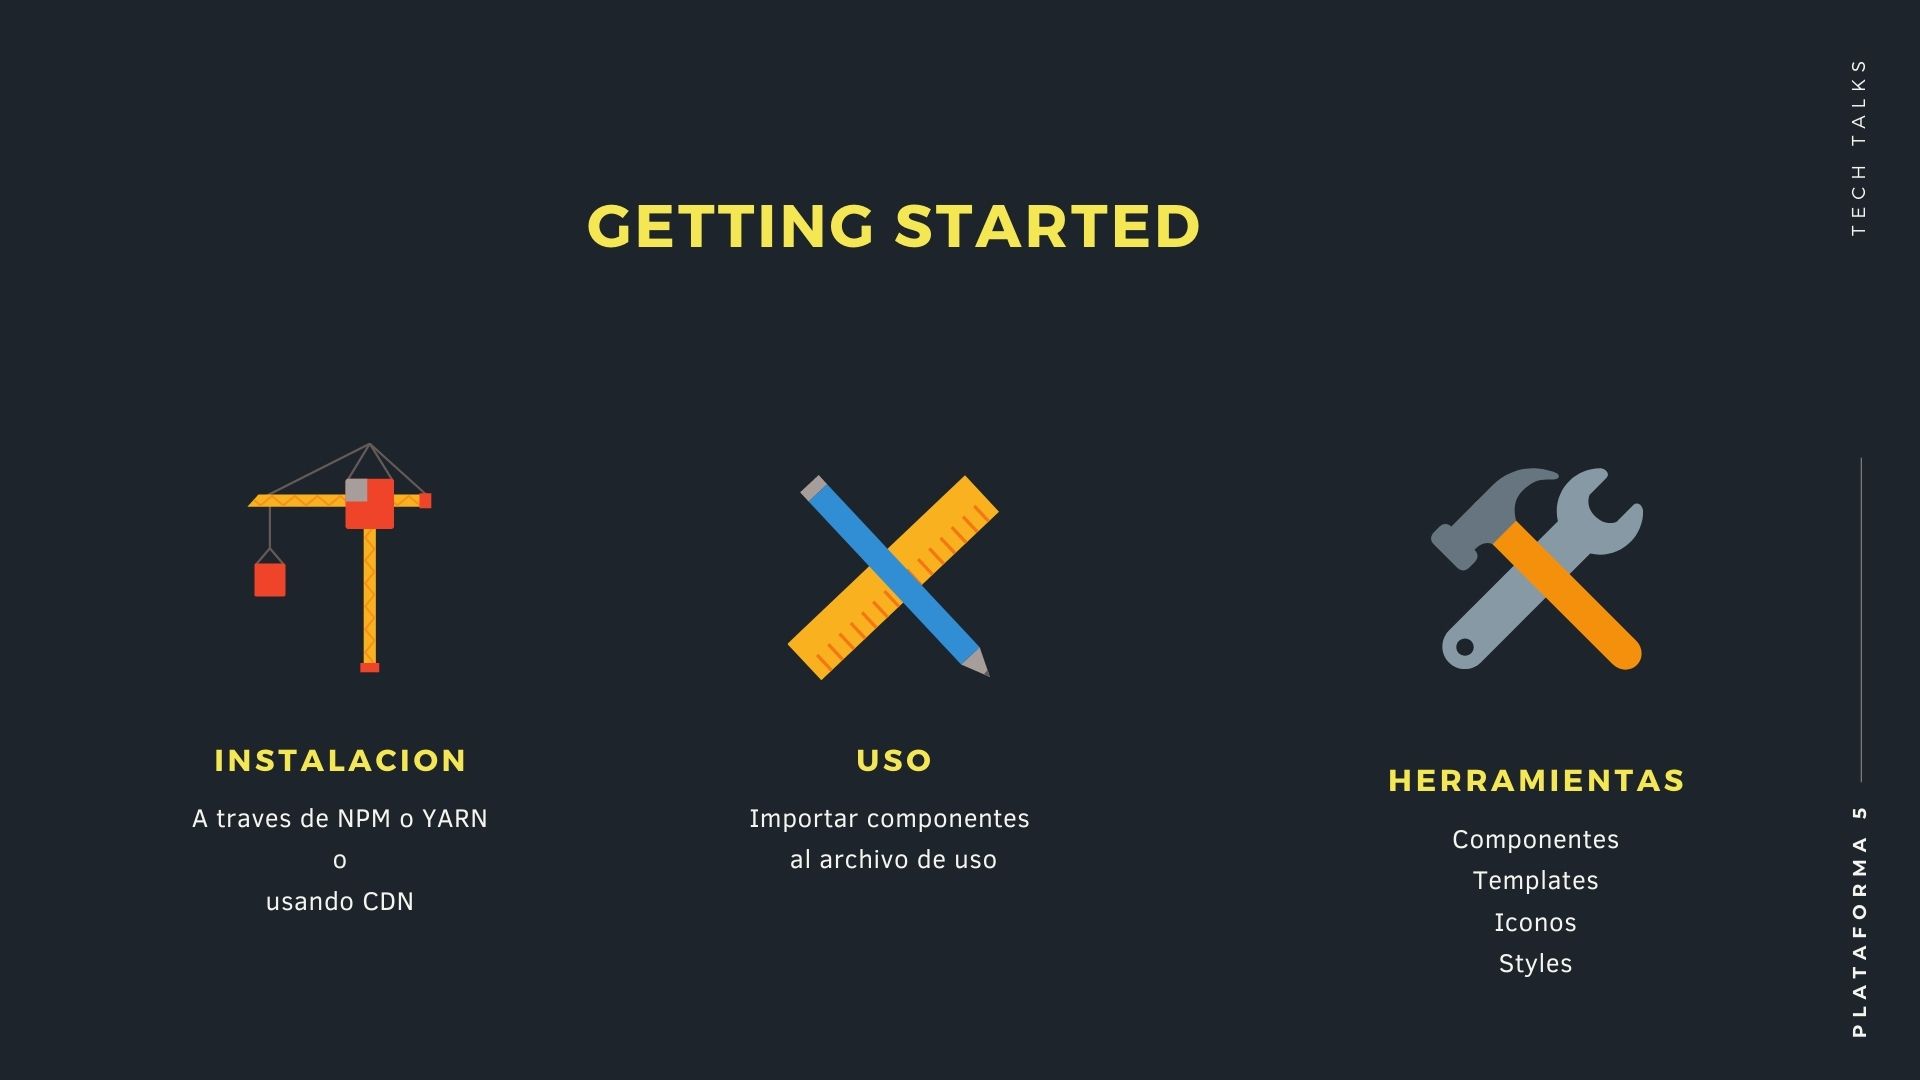 TECH TALKS
GETTING STARTED
INSTALACION
A traves de NPM o YARN
o
usando CDN
USO
Importar componentes
al archivo de uso
HERRAMIENTAS
Componentes
Templates
Iconos
Styles
PLATAFORMA 5